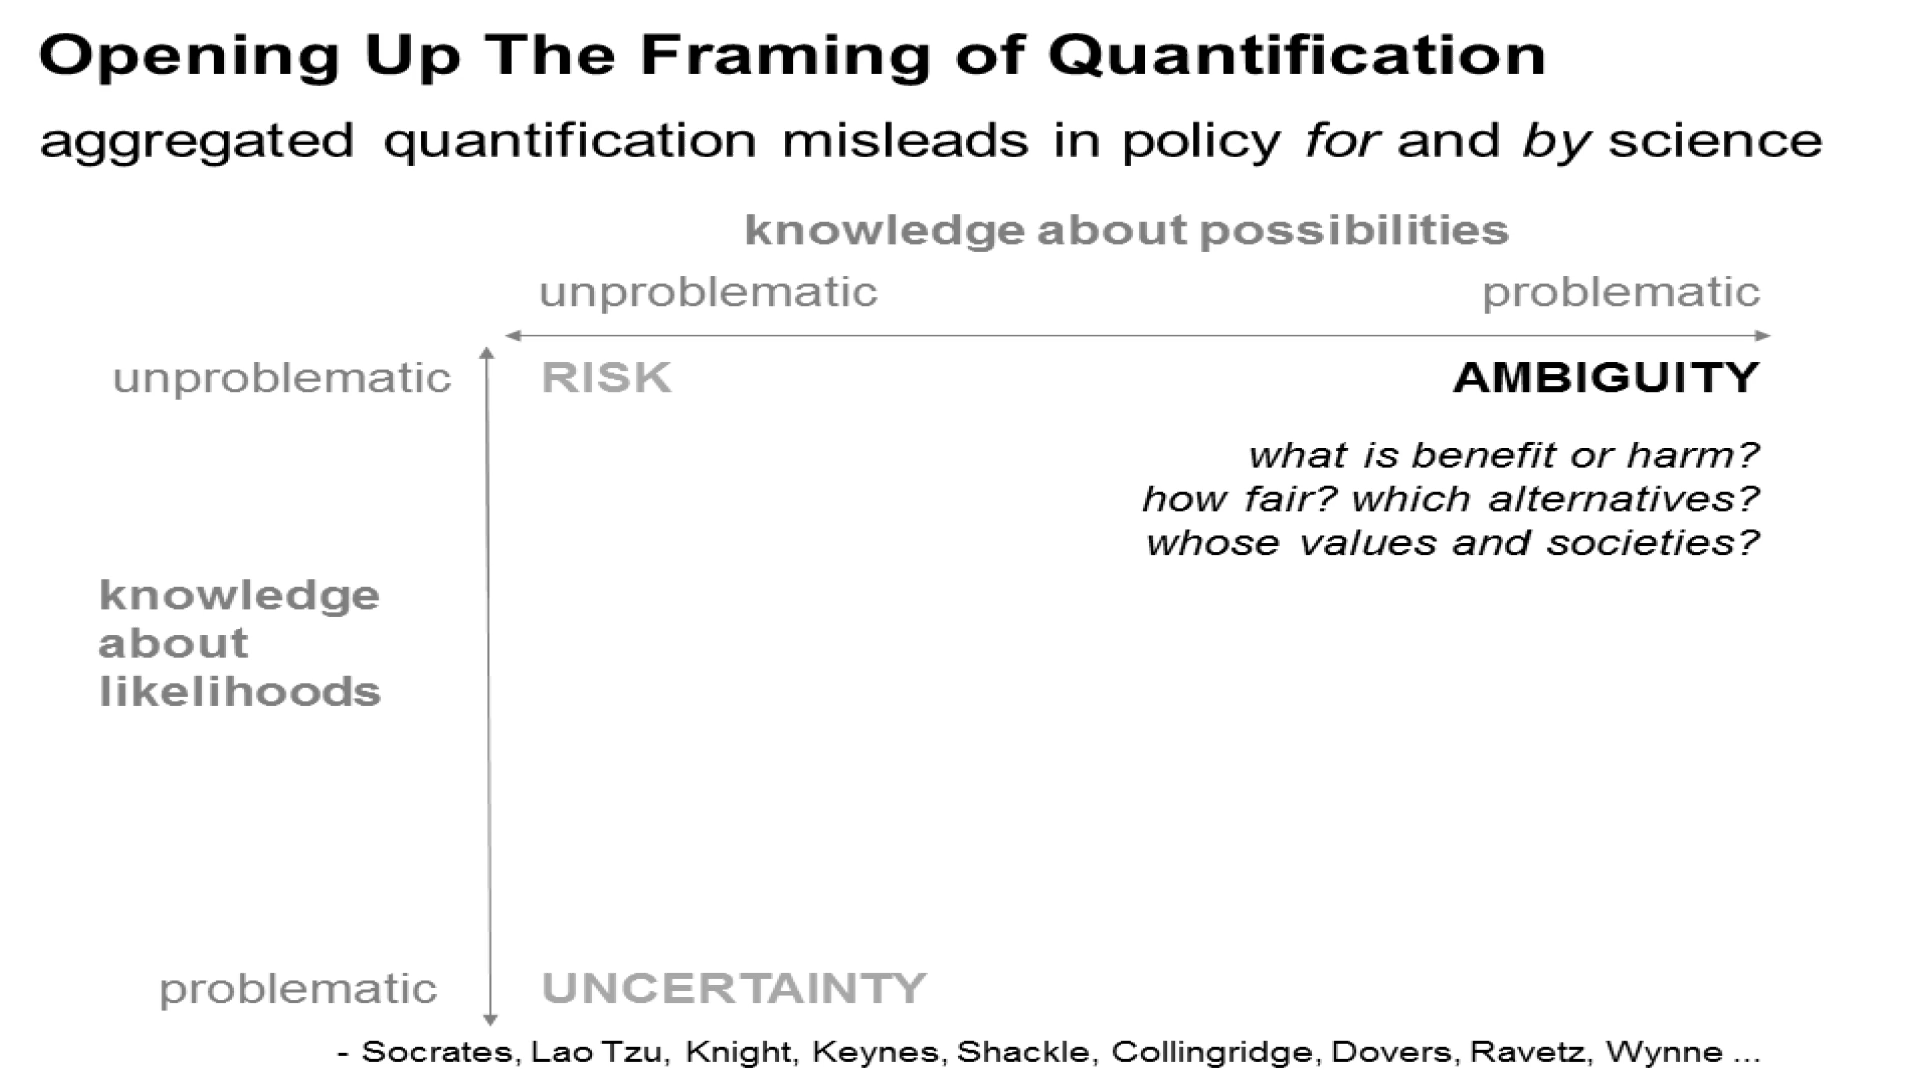 Opening Up The Framing of Quantification
aggregated quantification misleads in policy for and by science
knowledge about possibilities
unproblematic problematic
unproblematic RISK AMBIGUITY
what is benefit or harm?
how fair? which alternatives?
whose values and societies?
knowledge
about
likelihoods
problematic UNCERTAINTY
- Socrates, Lao Tzu, Knight, Keynes, Shackle, Collingridge, Dovers, Ravetz, Wynne ...